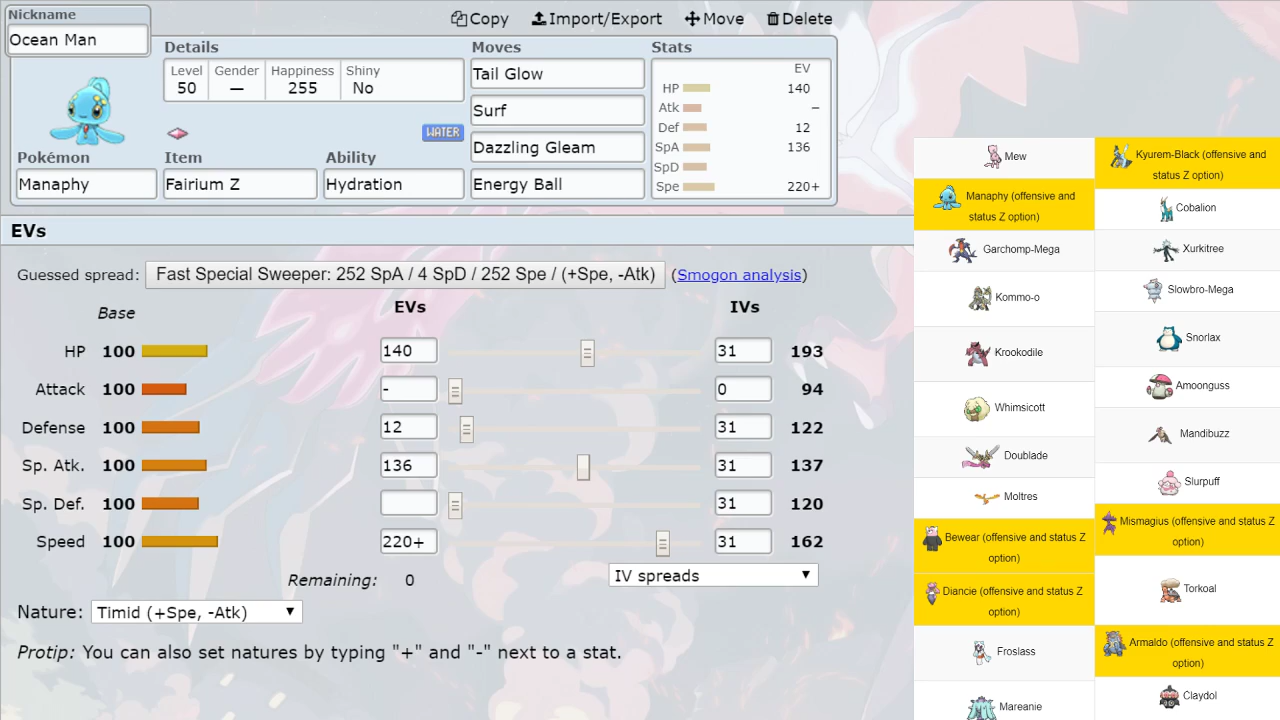 Nickname
Ocean Man
Copy Import/Export Move Delete
Details
Level Gender Happiness Shiny
50 — 255 No
WATER
Pokémon Item Ability
Manaphy Fairium Z Hydration
Moves
Tail Glow
Surf
Dazzling Gleam
Energy Ball
Stats
EV
HP 140
Atk –
Def 12
SpA 136
SpD
Spe 220+
EVs
Guessed spread: Fast Special Sweeper: 252 SpA / 4 SpD / 252 Spe / (+Spe, -Atk) (Smogon analysis)
Base EVs IVs
HP 100 140 31 193
Attack 100 - 0 94
Defense 100 12 31 122
Sp. Atk. 100 136 31 137
Sp. Def. 100 31 120
Speed 100 220+ 31 162
Remaining: 0 IV spreads
Nature: Timid (+Spe, -Atk)
Protip: You can also set natures by typing "+" and "-" next to a stat.
Mew
Manaphy (offensive and
status Z option)
Garchomp-Mega
Kommo-o
Krookodile
Whimsicott
Doublade
Moltres
Bewear (offensive and status Z
option)
Diancie (offensive and status Z
option)
Froslass
Mareanie
Kyurem-Black (offensive and
status Z option)
Cobalion
Xurkitree
Slowbro-Mega
Snorlax
Amoonguss
Mandibuzz
Slurpuff
Mismagius (offensive and status Z
option)
Torkoal
Armaldo (offensive and status Z
option)
Claydol